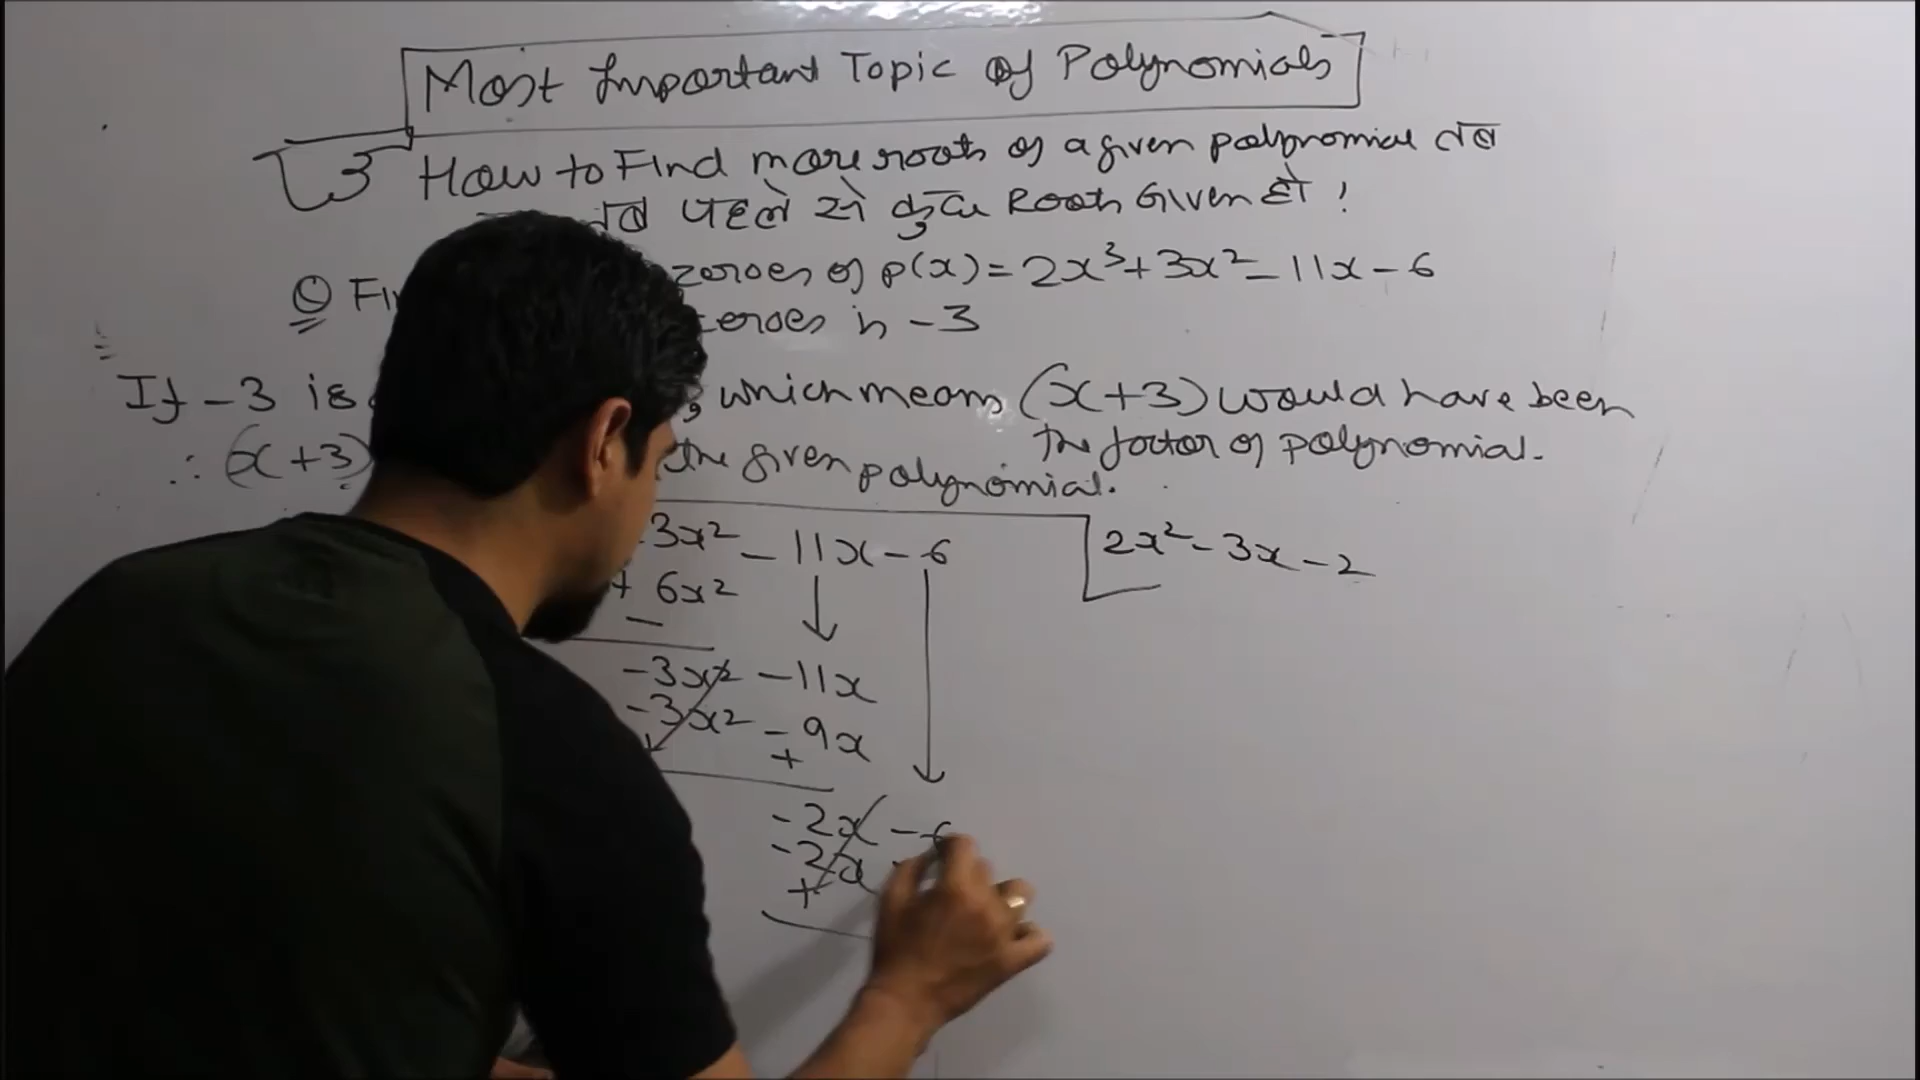 Most Important Topic of Polynomials
3 How to Find more roots of a given polynomial तब
जब पहले से कुछ Roots Given हो !
Q Fin zeroes of p(x) = 2x³ + 3x² - 11x - 6
zeroes is -3
If -3 is , which means (x+3) would have been
the factor of polynomial.
∴ (x+3) the given polynomial.
3x² - 11x - 6 2x² - 3x - 2
+ 6x²
-
-3x² - 11x
-3x² - 9x
+
-2x - 6
-2x
+